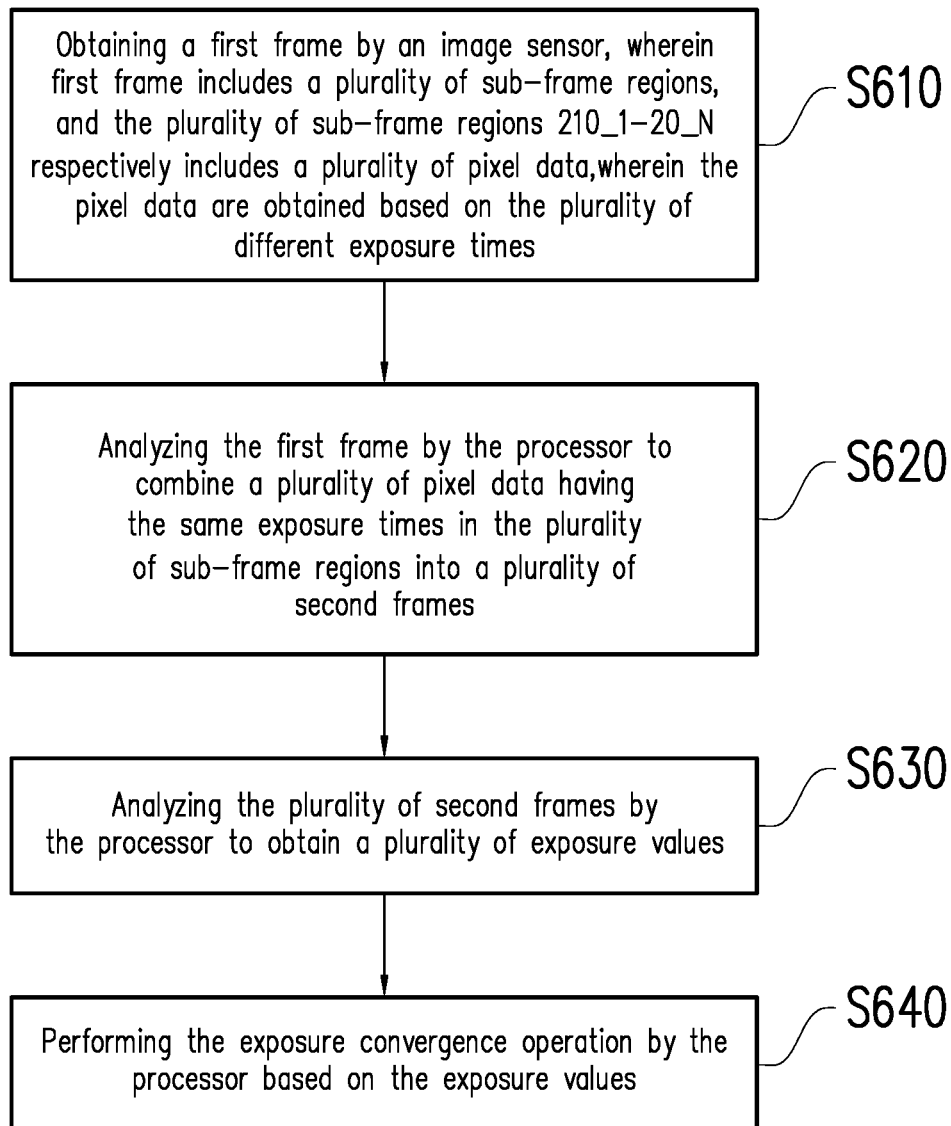 Obtaining a first frame by an image sensor, wherein
first frame includes a plurality of sub-frame regions,
and the plurality of sub-frame regions 210_1-20_N
respectively includes a plurality of pixel data,wherein the
pixel data are obtained based on the plurality of
different exposure times
S610
Analyzing the first frame by the processor to
combine a plurality of pixel data having
the same exposure times in the plurality
of sub-frame regions into a plurality of
second frames
S620
Analyzing the plurality of second frames by
the processor to obtain a plurality of exposure values
S630
Performing the exposure convergence operation by the
processor based on the exposure values
S640